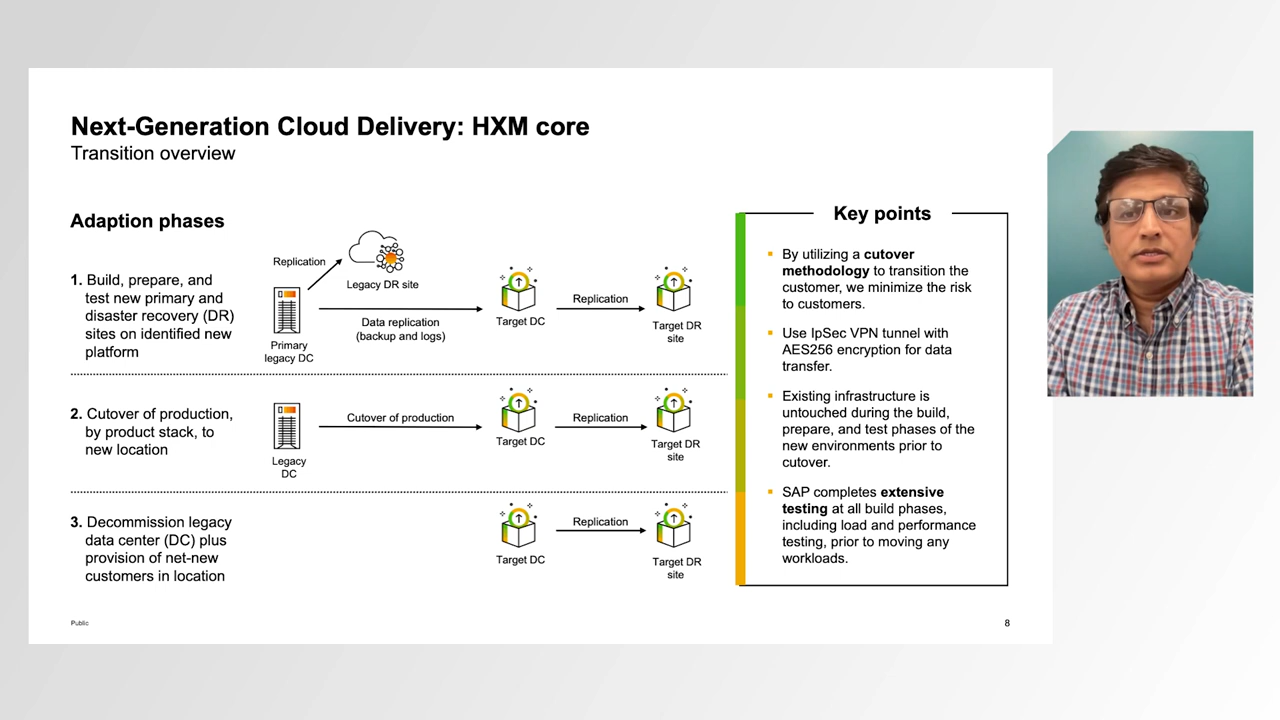 Next-Generation Cloud Delivery: HXM core
Transition overview
Adaption phases
1. Build, prepare, and
test new primary and
disaster recovery (DR)
sites on identified new
platform
Replication
Legacy DR site
Primary
legacy DC
Data replication
(backup and logs)
Target DC
Replication
Target DR
site
2. Cutover of production,
by product stack, to
new location
Legacy
DC
Cutover of production
Target DC
Replication
Target DR
site
3. Decommission legacy
data center (DC) plus
provision of net-new
customers in location
Target DC
Replication
Target DR
site
Key points
By utilizing a cutover
methodology to transition the
customer, we minimize the risk
to customers.
Use IpSec VPN tunnel with
AES256 encryption for data
transfer.
Existing infrastructure is
untouched during the build,
prepare, and test phases of the
new environments prior to
cutover.
SAP completes extensive
testing at all build phases,
including load and performance
testing, prior to moving any
workloads.
Public
8